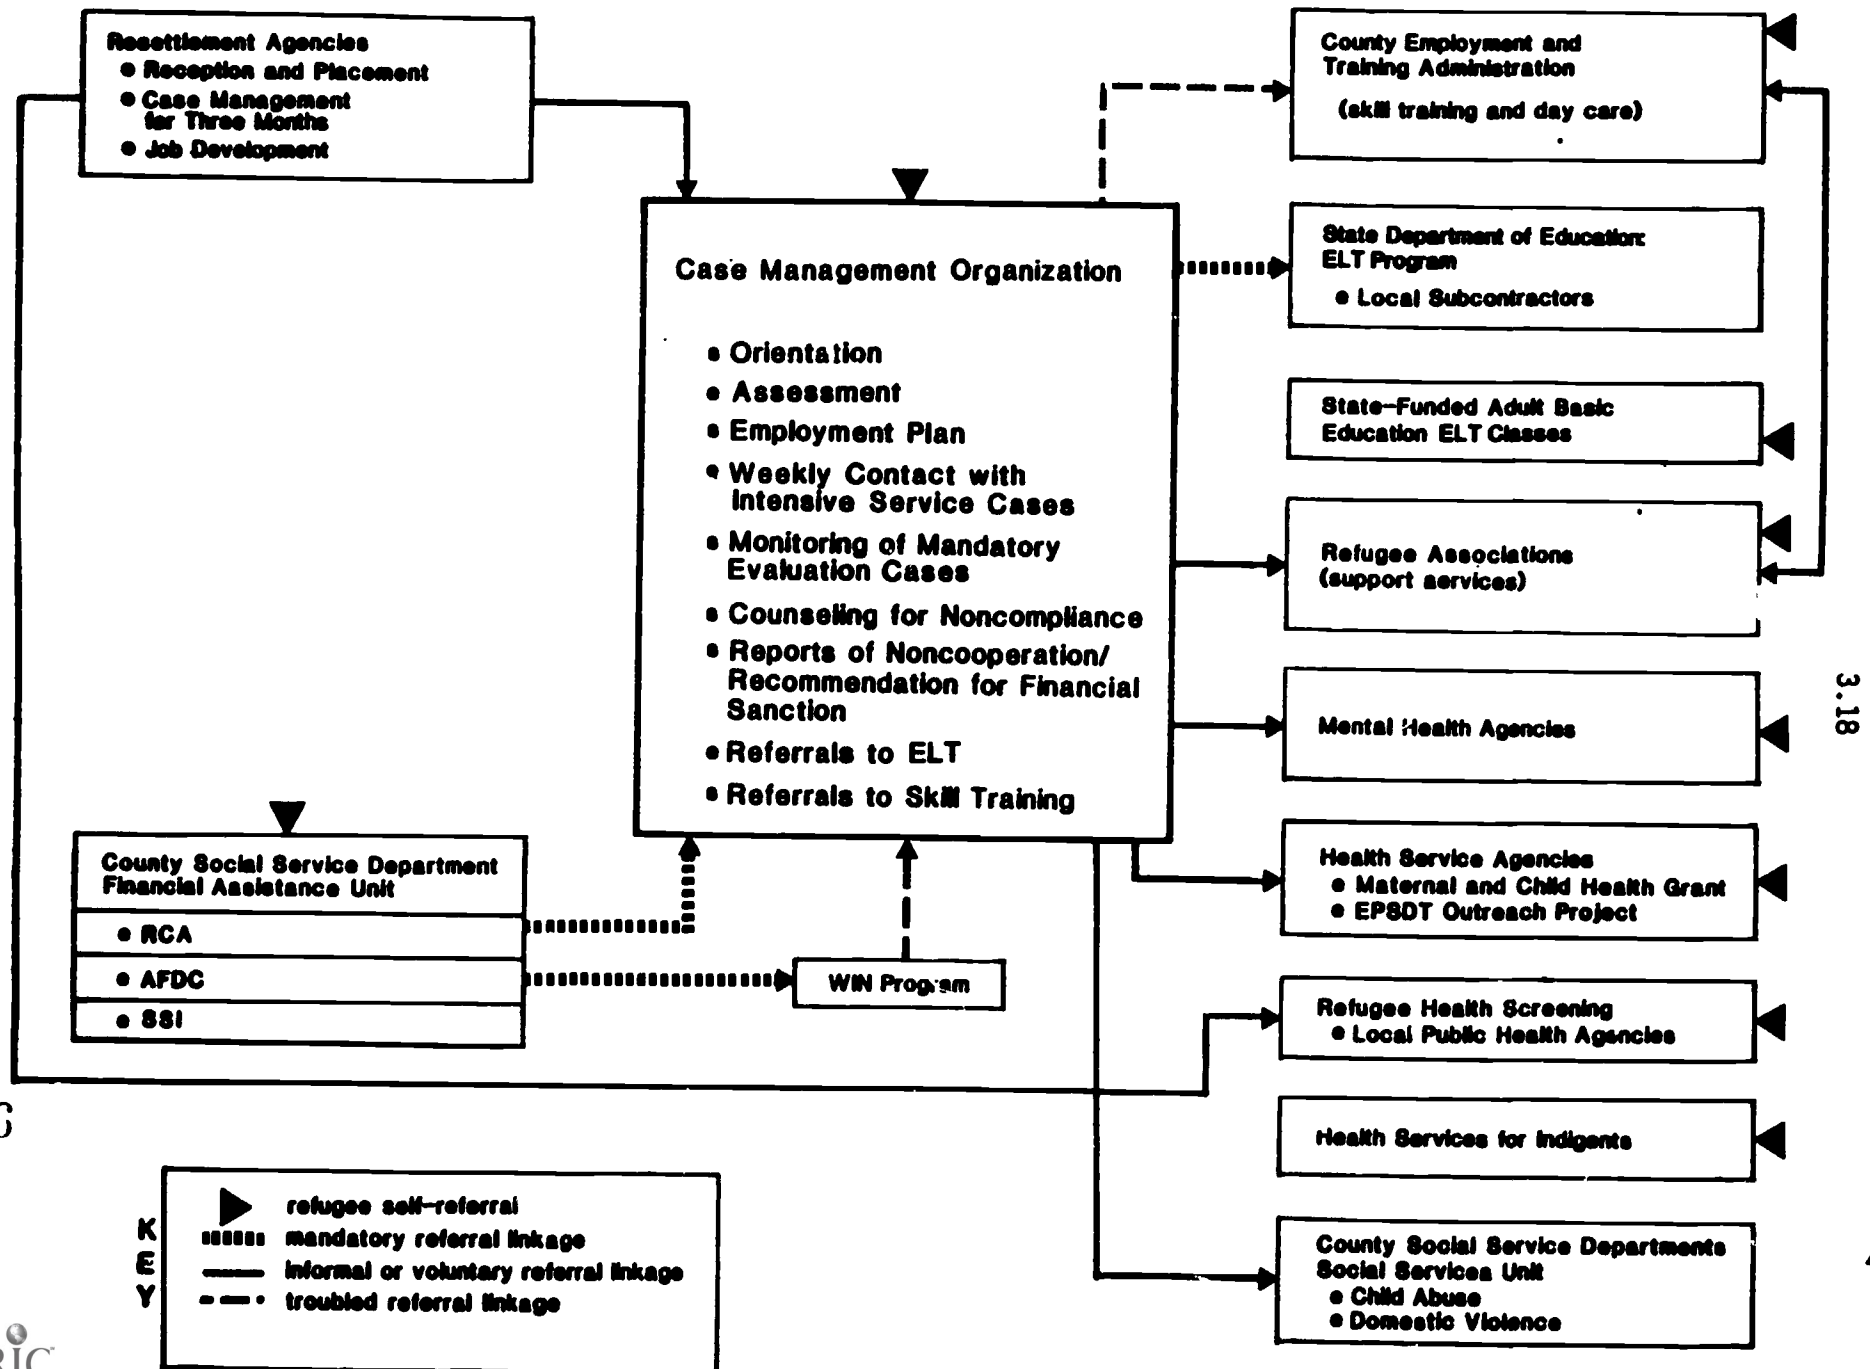 Resettlement Agencies
• Reception and Placement
• Case Management
for Three Months
• Job Development
County Employment and
Training Administration
(skill training and day care)
Case Management Organization
• Orientation
• Assessment
• Employment Plan
• Weekly Contact with
Intensive Service Cases
• Monitoring of Mandatory
Evaluation Cases
• Counseling for Noncompliance
• Reports of Noncooperation/
Recommendation for Financial
Sanction
• Referrals to ELT
• Referrals to Skill Training
State Department of Education:
ELT Program
• Local Subcontractors
State-Funded Adult Basic
Education ELT Classes
Refugee Associations
(support services)
3.18
Mental Health Agencies
County Social Service Department
Financial Assistance Unit
• RCA
• AFDC
• SSI
WIN Program
Health Service Agencies
• Maternal and Child Health Grant
• EPSDT Outreach Project
Refugee Health Screening
• Local Public Health Agencies
Health Services for Indigents
County Social Service Departments
Social Services Unit
• Child Abuse
• Domestic Violence
KEY
refugee self-referral
mandatory referral linkage
informal or voluntary referral linkage
troubled referral linkage